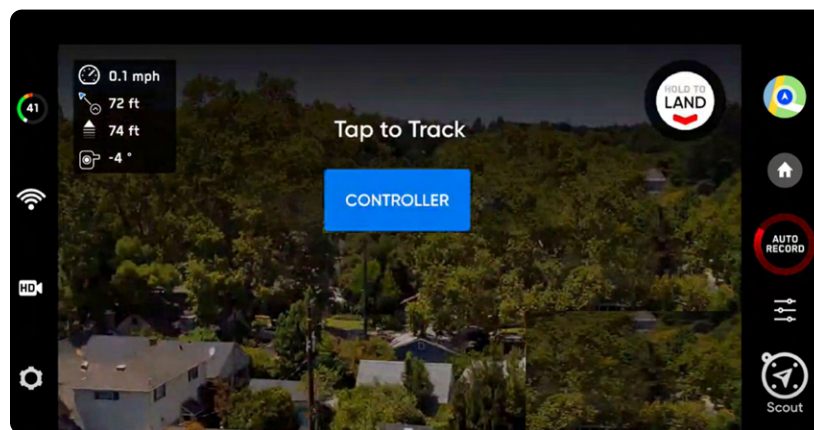 0.1 mph
72 ft
74 ft
-4 °
41
HD
Tap to Track
CONTROLLER
HOLD TO
LAND
AUTO
RECORD
Scout